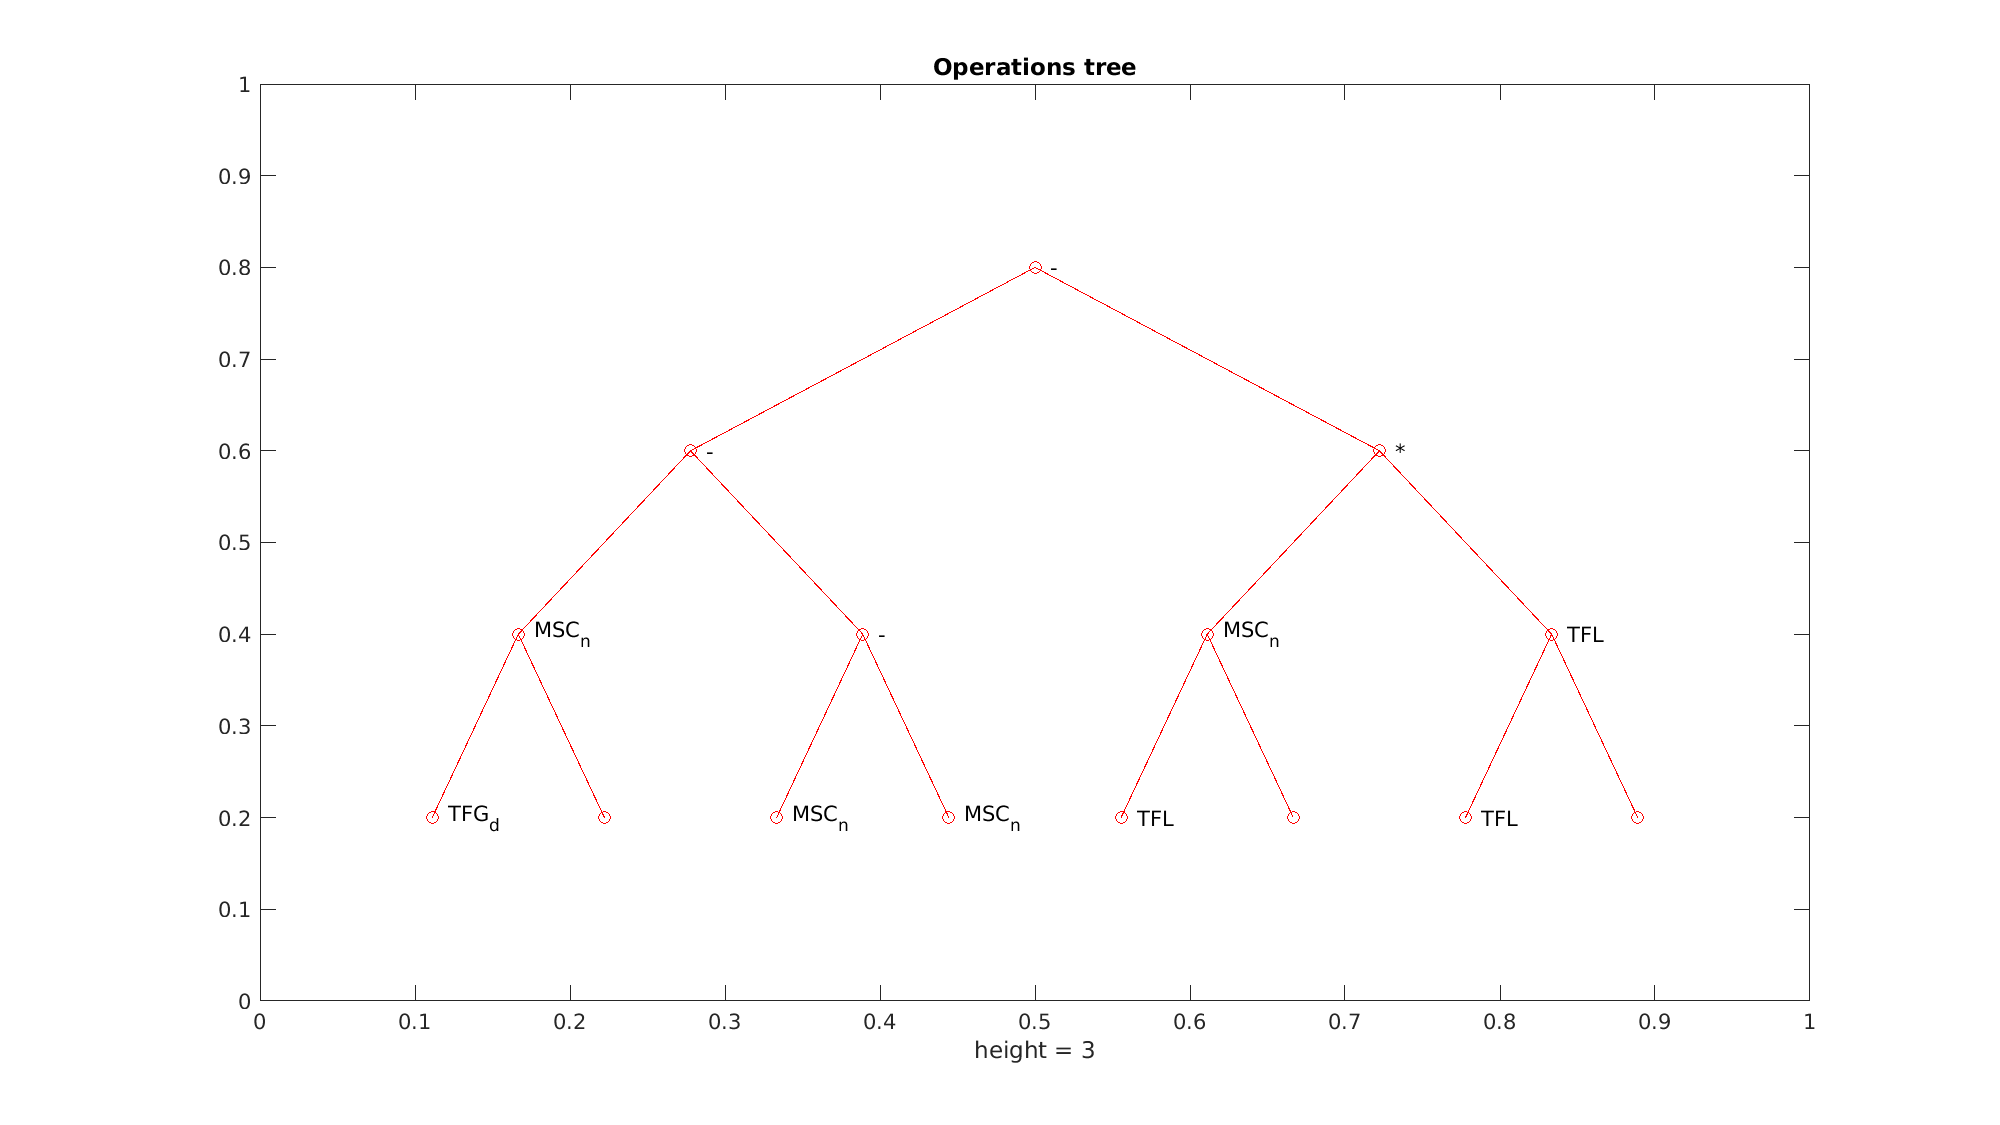 Operations tree
1
0.9
0.8
-
0.7
0.6
-
*
0.5
0.4
MSCn
-
MSCn
TFL
0.3
0.2
TFGd
MSCn
MSCn
TFL
TFL
0.1
0
0 0.1 0.2 0.3 0.4 0.5 0.6 0.7 0.8 0.9 1
height = 3